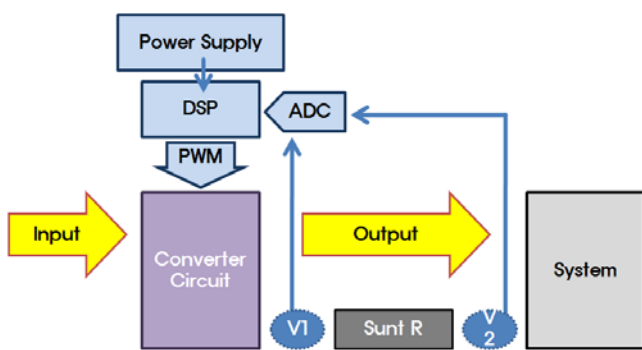 Power Supply
DSP
ADC
PWM
Input
Output
Converter
Circuit
System
V1
Sunt R
V
2